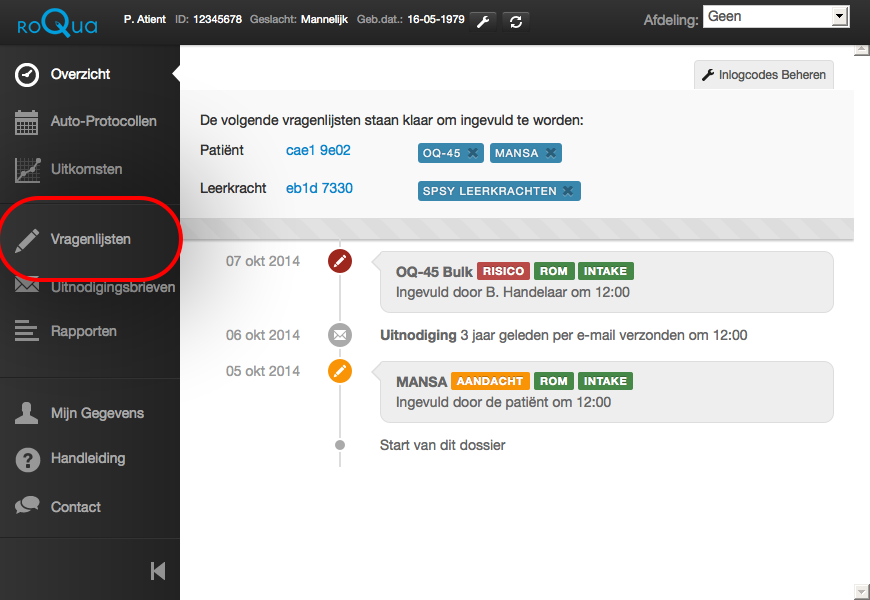 roQua P. Atient ID: 12345678 Geslacht: Mannelijk Geb.dat.: 16-05-1979 Afdeling: Geen
Overzicht
Auto-Protocollen
Uitkomsten
Vragenlijsten
Uitnodigingsbrieven
Rapporten
Mijn Gegevens
Handleiding
Contact
Inlogcodes Beheren
De volgende vragenlijsten staan klaar om ingevuld te worden:
Patiënt cae1 9e02 OQ-45 MANSA
Leerkracht eb1d 7330 SPSY LEERKRACHTEN
07 okt 2014 OQ-45 Bulk RISICO ROM INTAKE
Ingevuld door B. Handelaar om 12:00
06 okt 2014 Uitnodiging 3 jaar geleden per e-mail verzonden om 12:00
05 okt 2014 MANSA AANDACHT ROM INTAKE
Ingevuld door de patiënt om 12:00
Start van dit dossier